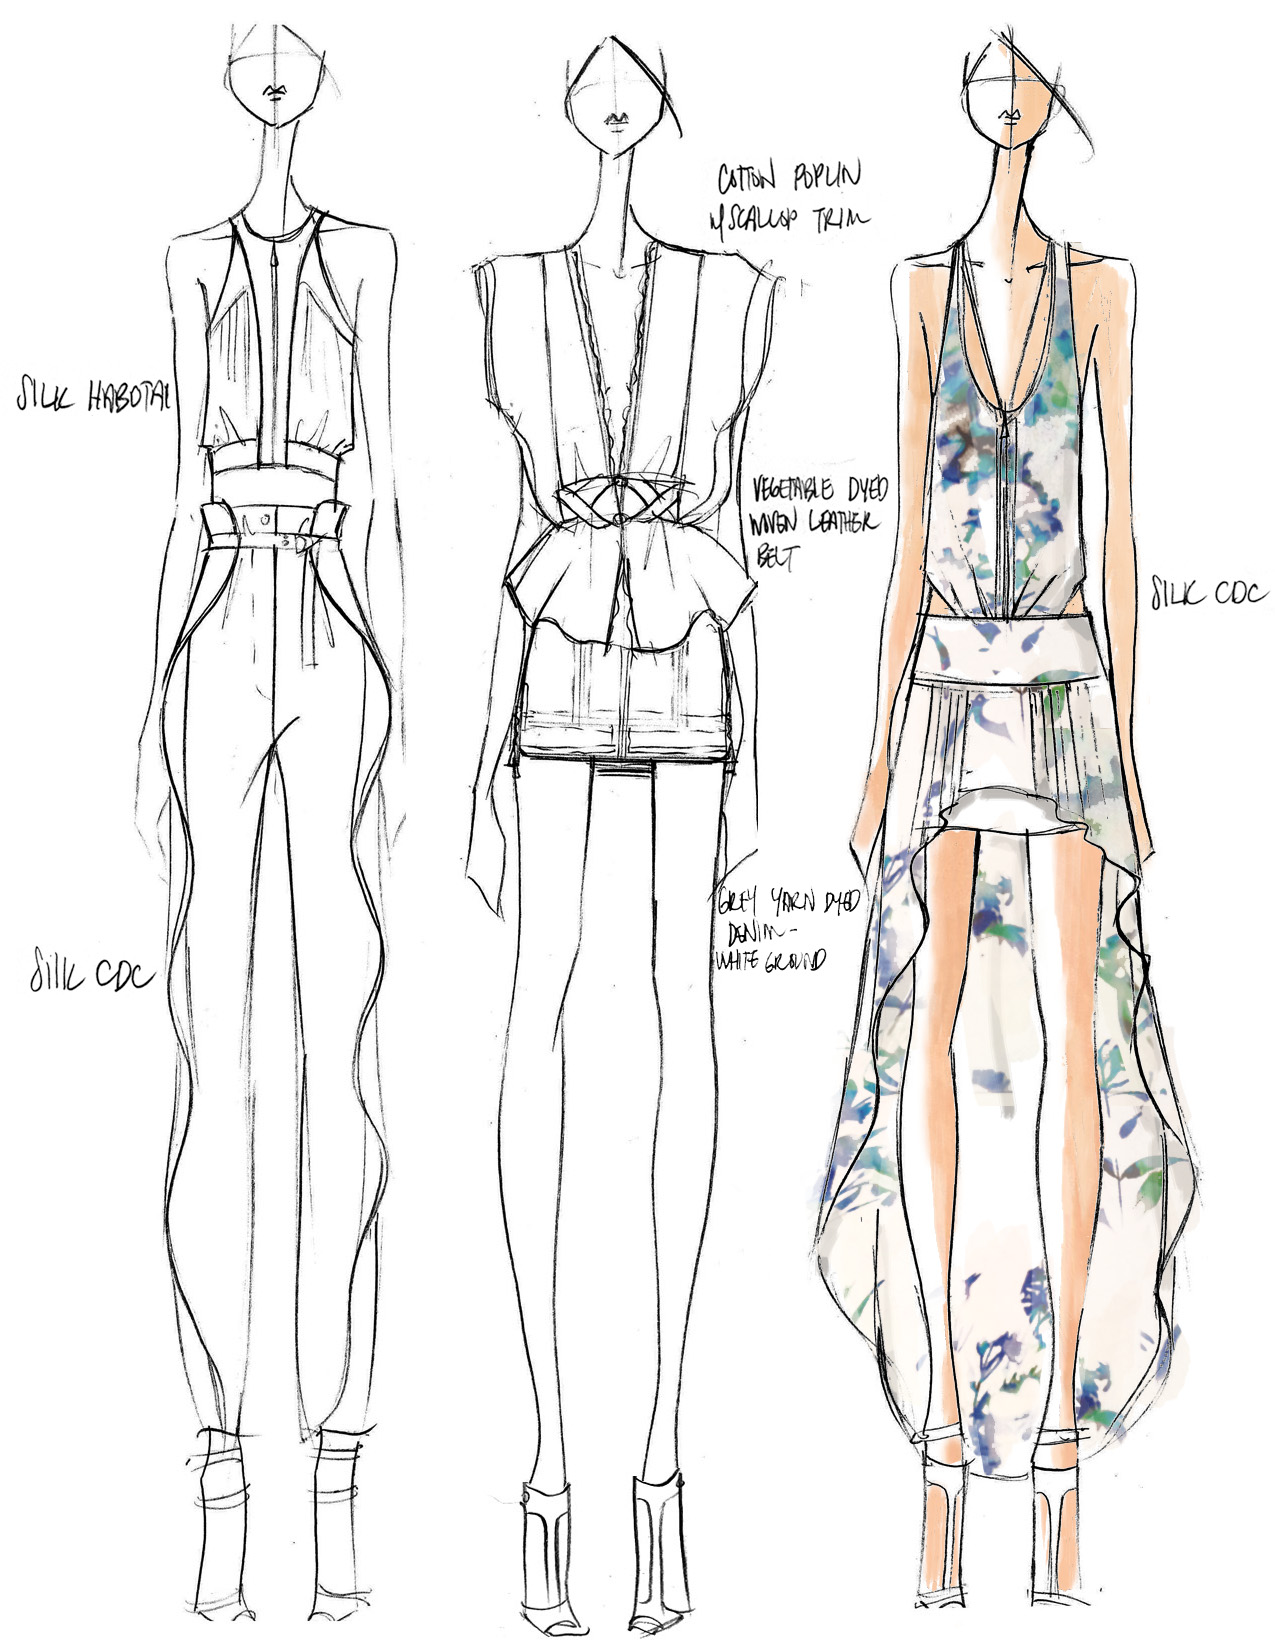 COTTON POPLIN
W/ SCALLOP TRIM
SILK HABOTAI
VEGETABLE DYED
WOVEN LEATHER
BELT
SILK CDC
GREY YARN DYED
DENIM -
WHITE GROUND
SILK CDC